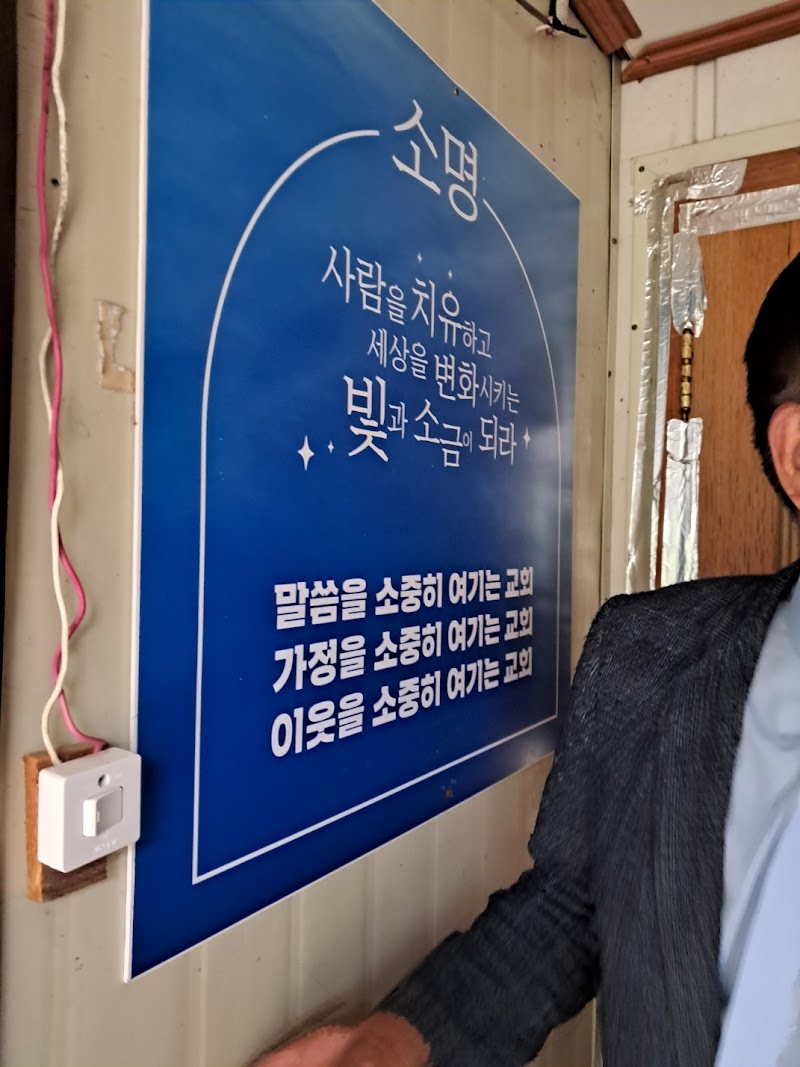 소명
사람을 치유하고
세상을 변화시키는
빛과 소금이 되라
말씀을 소중히 여기는 교회
가정을 소중히 여기는 교회
이웃을 소중히 여기는 교회